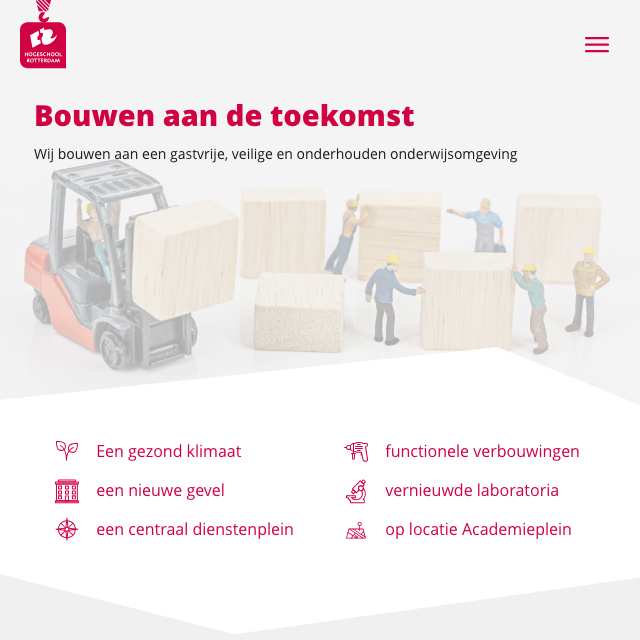 HOGESCHOOL
ROTTERDAM
Bouwen aan de toekomst
Wij bouwen aan een gastvrije, veilige en onderhouden onderwijsomgeving
Een gezond klimaat
een nieuwe gevel
een centraal dienstenplein
functionele verbouwingen
vernieuwde laboratoria
op locatie Academieplein